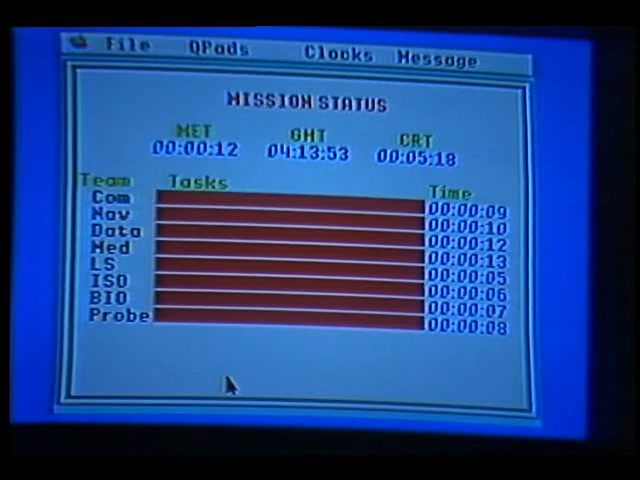 File QPads Clocks Message
MISSION STATUS
MET GMT CRT
00:00:12 04:13:53 00:05:18
Team Tasks Time
Com 00:00:09
Nav 00:00:10
Data 00:00:12
Med 00:00:13
LS 00:00:05
ISO 00:00:06
BIO 00:00:07
Probe 00:00:08